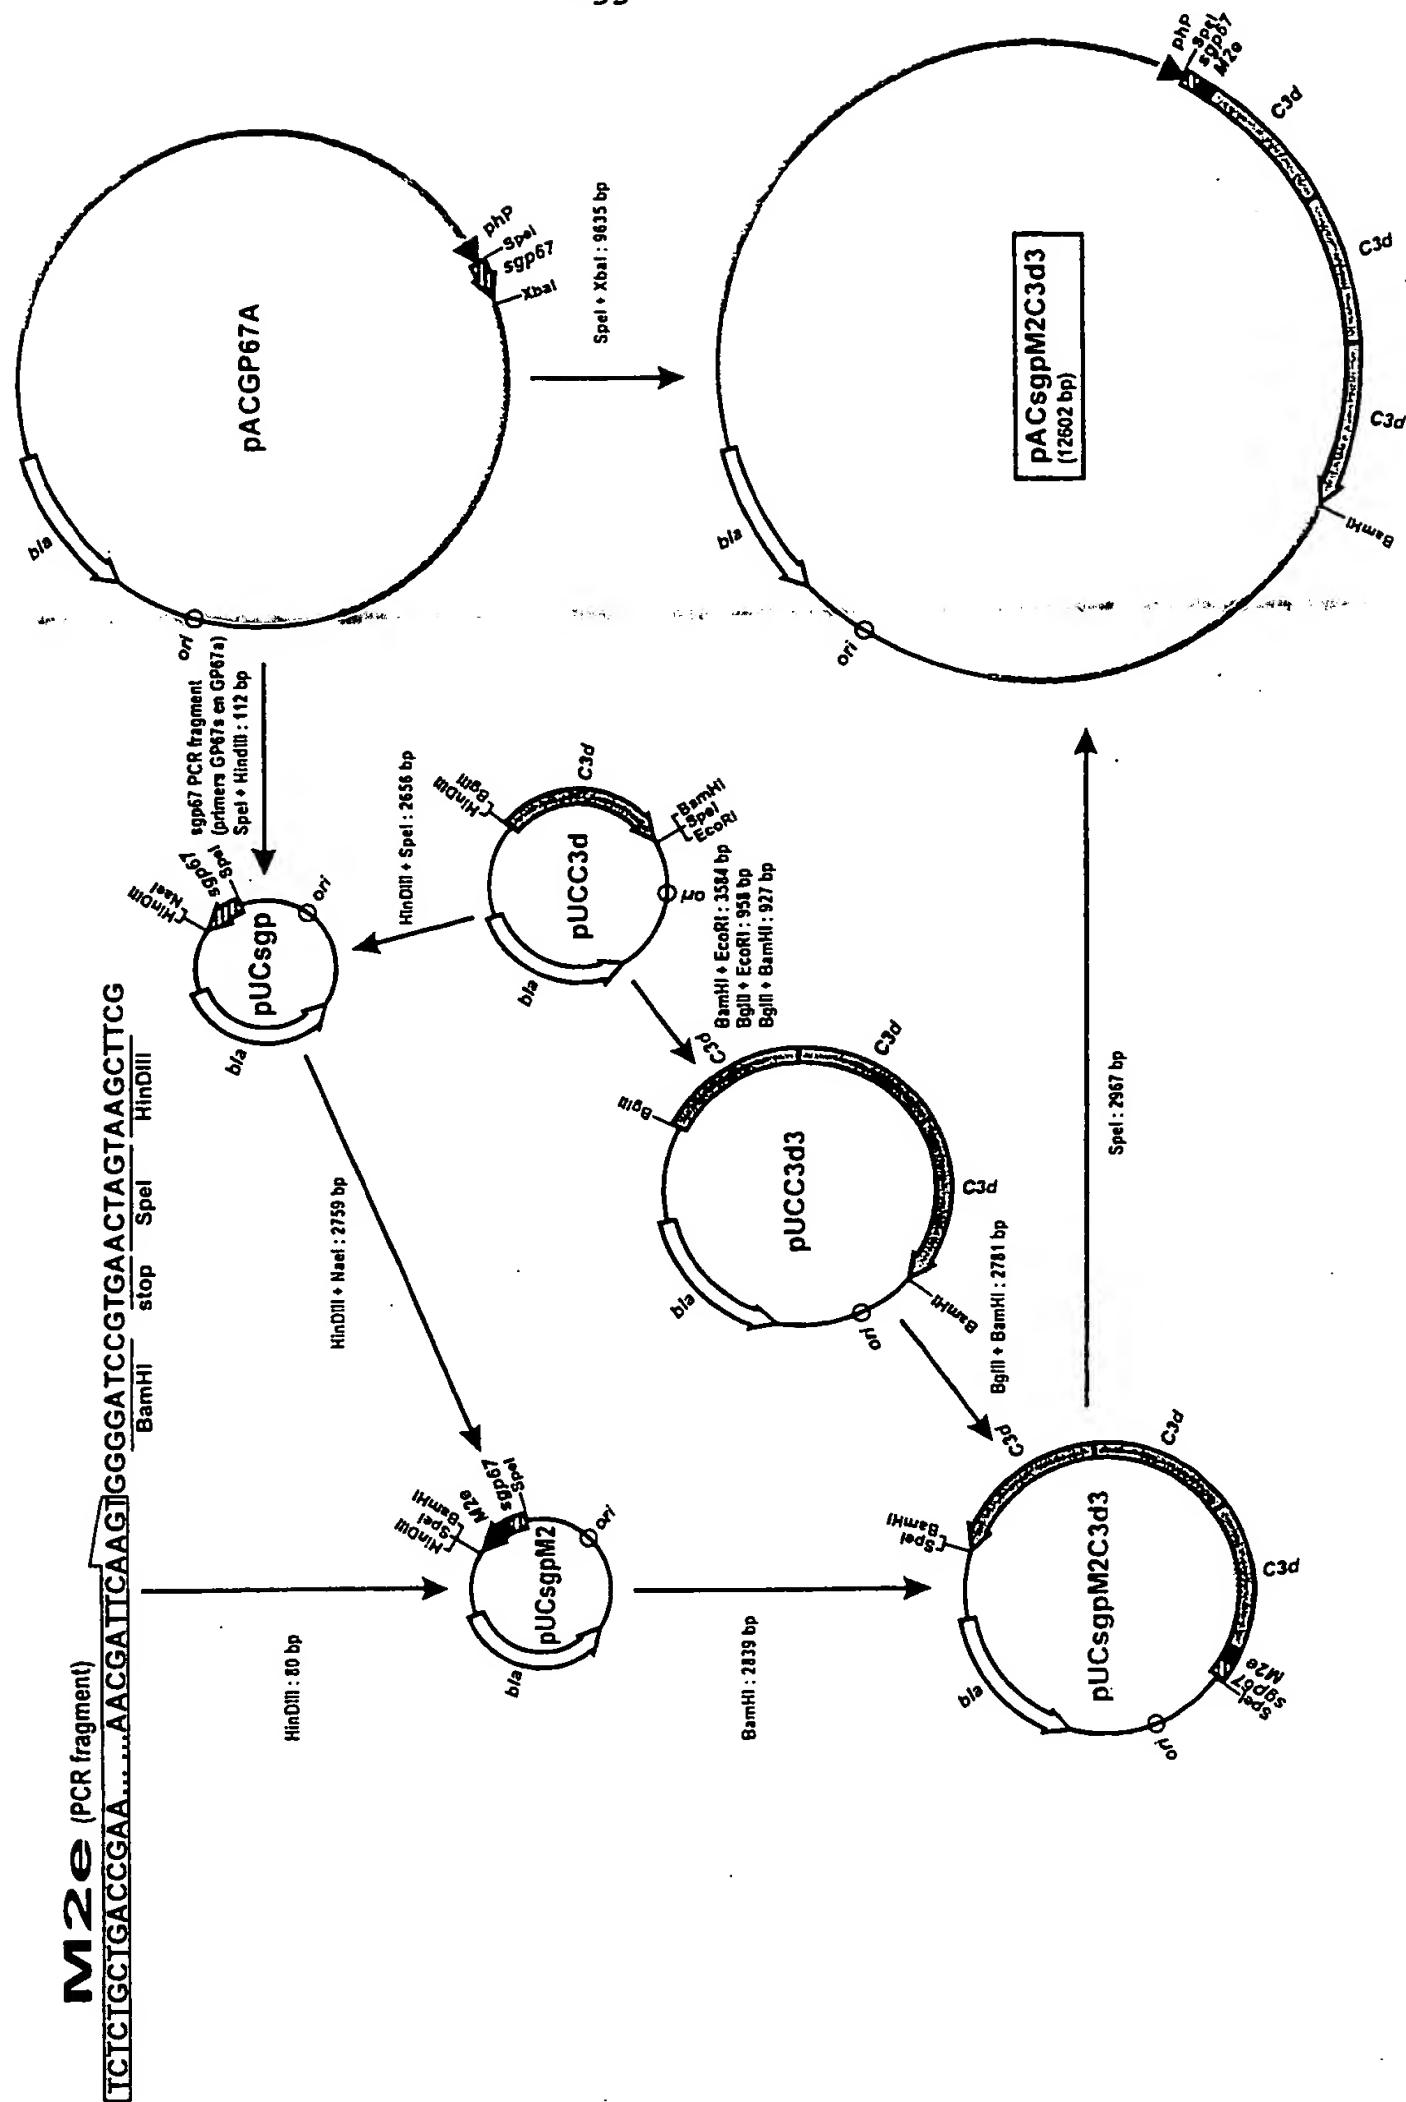 M2e (PCR fragment)
TCTCTGCTGACCGAA......AACGATTCAAGTGGGGGATCCGTGAACTAGTAAGCTTCG
BamHI stop SpeI HinDIII
HinDIII : 80 bp
HinDIII + NaeI : 2759 bp
sgp67 PCR fragment
(primers GP67s en GP67a)
SpeI + HindIII : 112 bp
pACGP67A
bla
ori
phP
SpeI
sgp67
XbaI
SpeI + XbaI : 9635 bp
pUCsgp
HinDIII
NaeI
sgp67
SpeI
ori
bla
HinDIII + SpeI : 2656 bp
pUCC3d
HinDIII
BglII
C3d
BamHI
SpeI
EcoRI
ori
bla
BamHI + EcoRI : 3584 bp
BglII + EcoRI : 958 bp
BglII + BamHI : 927 bp
pUCsgpM2
HinDIII
SpeI
BamHI
M2e
sgp67
SpeI
ori
bla
BamHI : 2839 bp
pUCC3d3
BglII
C3d
C3d
C3d
BamHI
ori
bla
BglII + BamHI : 2781 bp
pUCsgpM2C3d3
SpeI
BamHI
C3d
C3d
C3d
M2e
sgp67
SpeI
ori
bla
SpeI : 2967 bp
pACsgpM2C3d3
(12602 bp)
phP
SpeI
sgp67
M2e
C3d
C3d
C3d
BamHI
ori
bla